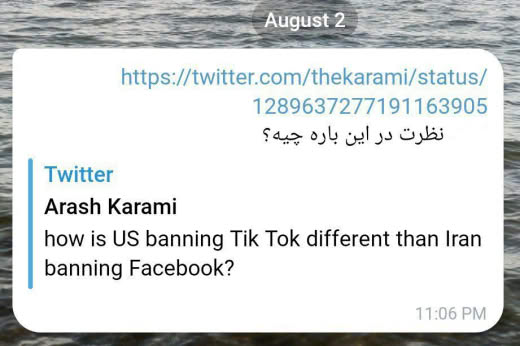 August 2
https://twitter.com/thekarami/status/
1289637277191163905
نظرت در این باره چیه؟
Twitter
Arash Karami
how is US banning Tik Tok different than Iran
banning Facebook?
11:06 PM